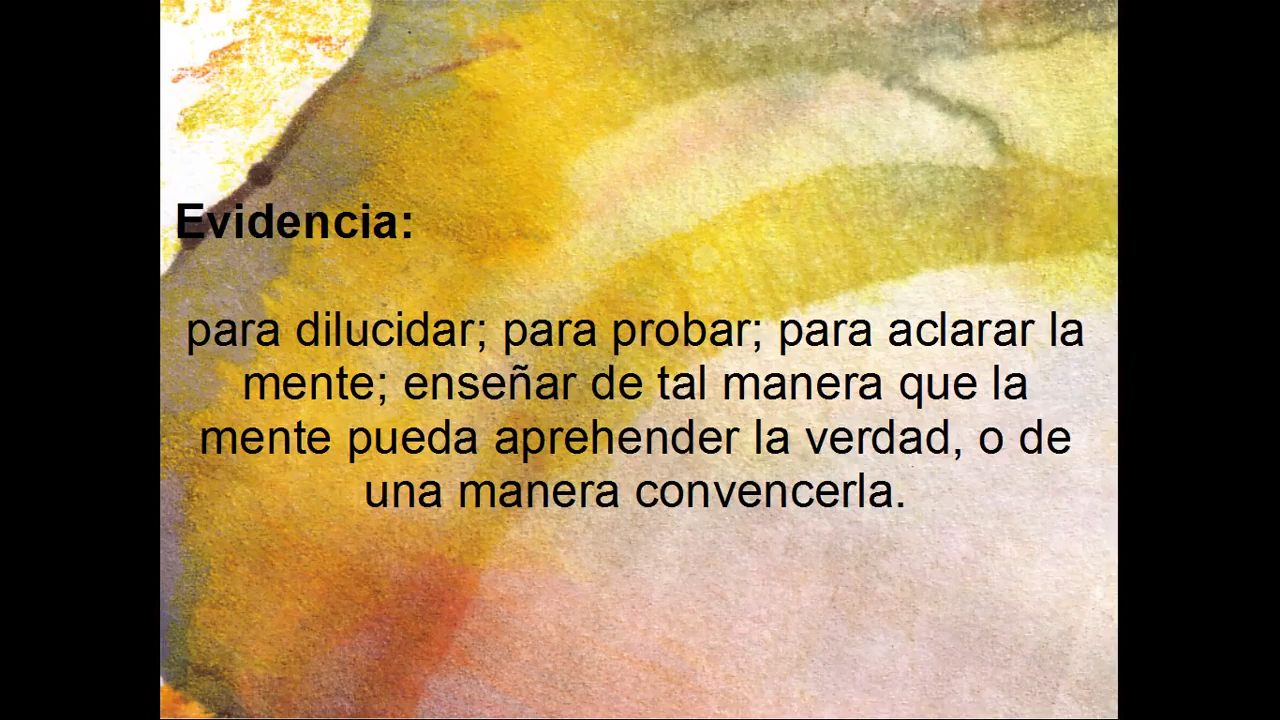 Evidencia:
para dilucidar; para probar; para aclarar la
mente; enseñar de tal manera que la
mente pueda aprehender la verdad, o de
una manera convencerla.